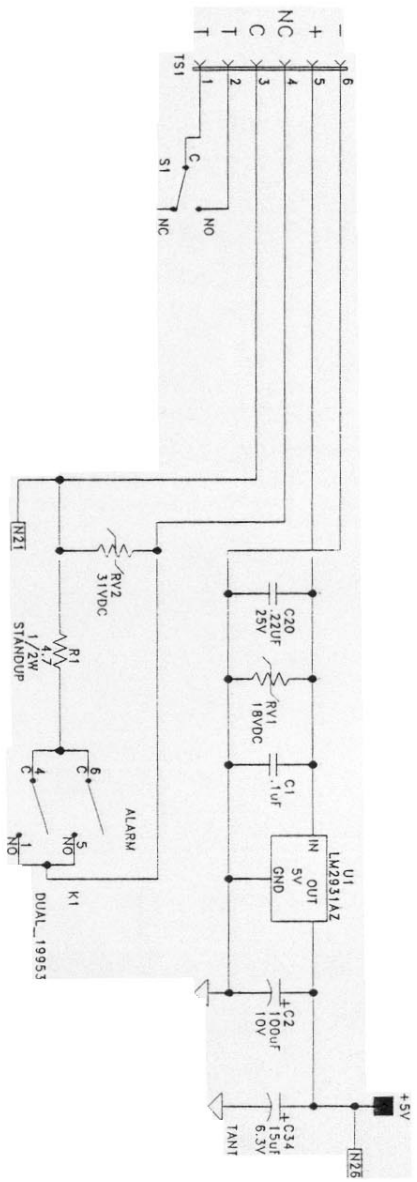 T
T
C
NC
+
-
TS1
1
2
3
4
5
6
S1
C
NO
NC
N21
RV2
31VDC
R1
4.7
1/2W
STANDUP
4
C
6
C
ALARM
1
NO
5
NO
K1
DUAL_19953
C20
.22UF
25V
RV1
18VDC
C1
.1uF
U1
LM2931AZ
IN
OUT
5V
GND
+
C2
100uF
10V
+
C34
15uF
6.3V
TANT
+5V
N26